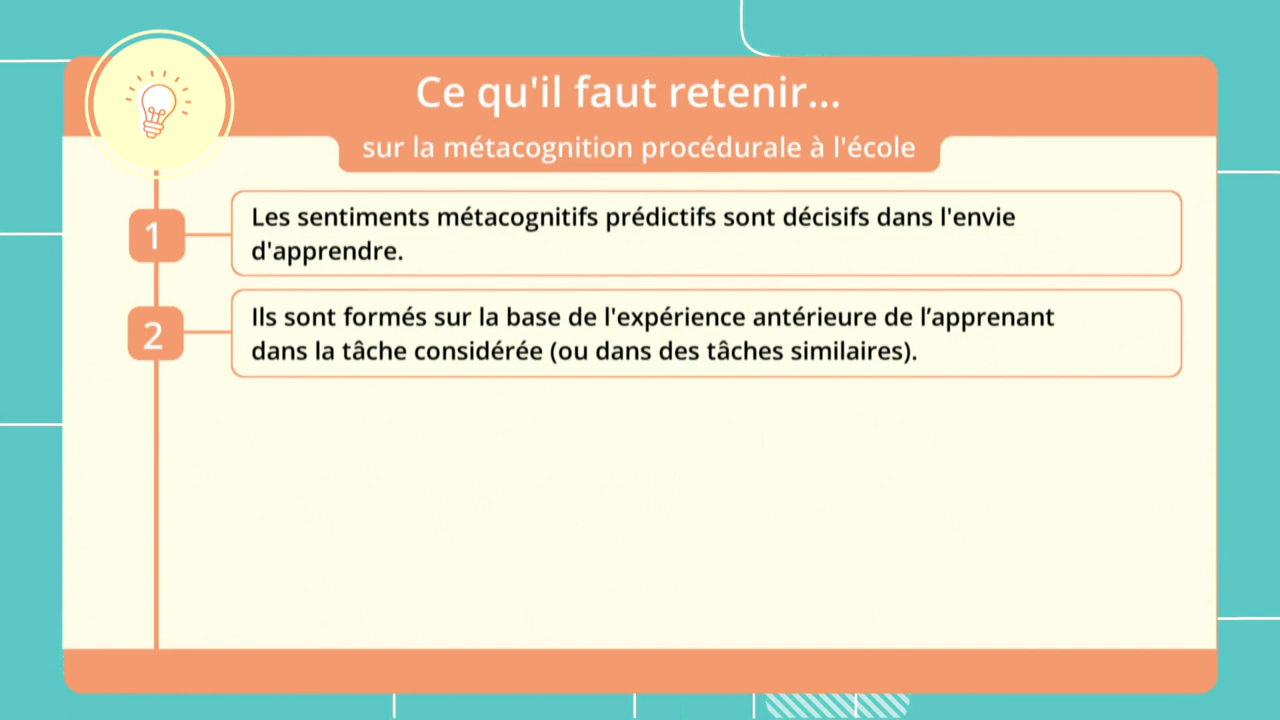 Ce qu'il faut retenir...
sur la métacognition procédurale à l'école
1
Les sentiments métacognitifs prédictifs sont décisifs dans l'envie
d'apprendre.
2
Ils sont formés sur la base de l'expérience antérieure de l’apprenant
dans la tâche considérée (ou dans des tâches similaires).